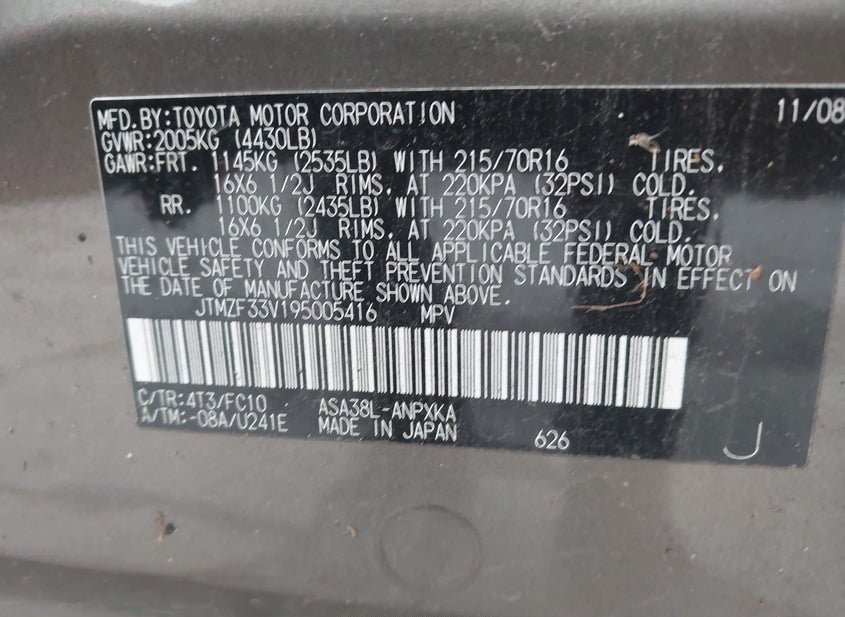 MFD.BY:TOYOTA MOTOR CORPORATION 11/08
GVWR:2005KG (4430LB)
GAWR:FRT. 1145KG (2535LB) WITH 215/70R16 TIRES,
16X6 1/2J RIMS, AT 220KPA (32PSI) COLD.
RR. 1100KG (2435LB) WITH 215/70R16 TIRES,
16X6 1/2J RIMS, AT 220KPA (32PSI) COLD.
THIS VEHICLE CONFORMS TO ALL APPLICABLE FEDERAL MOTOR
VEHICLE SAFETY AND THEFT PREVENTION STANDARDS IN EFFECT ON
THE DATE OF MANUFACTURE SHOWN ABOVE.
JTMZF33V195005416 MPV
C/TR:4T3/FC10 ASA38L-ANPXKA
A/TM:-08A/U241E MADE IN JAPAN 626 J